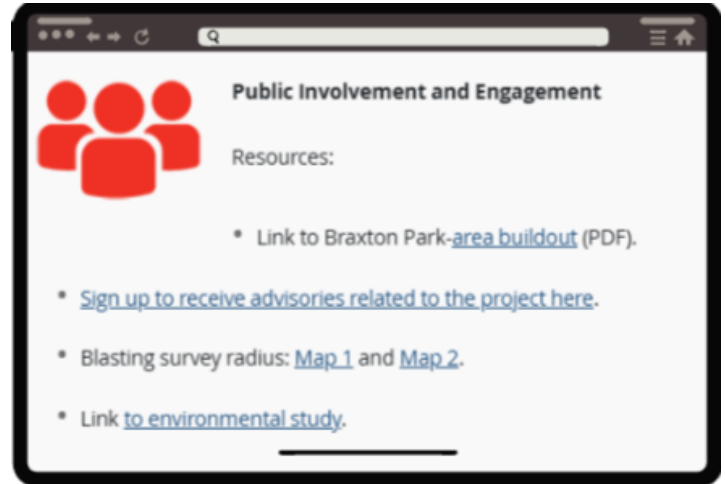 Public Involvement and Engagement
Resources:
• Link to Braxton Park-area buildout (PDF).
• Sign up to receive advisories related to the project here.
• Blasting survey radius: Map 1 and Map 2.
• Link to environmental study.